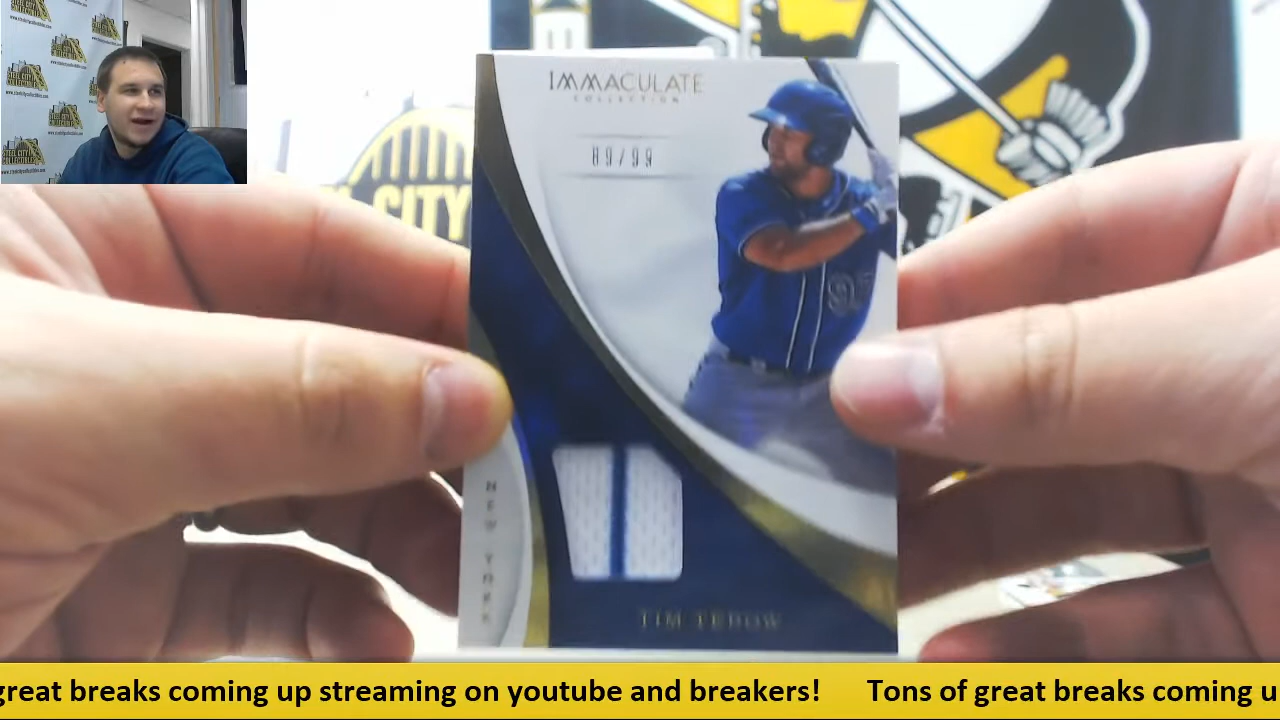 IMMACULATE
COLLECTION
89/99
CITY
NEW YORK
TIM TEBOW
great breaks coming up streaming on youtube and breakers! Tons of great breaks coming u